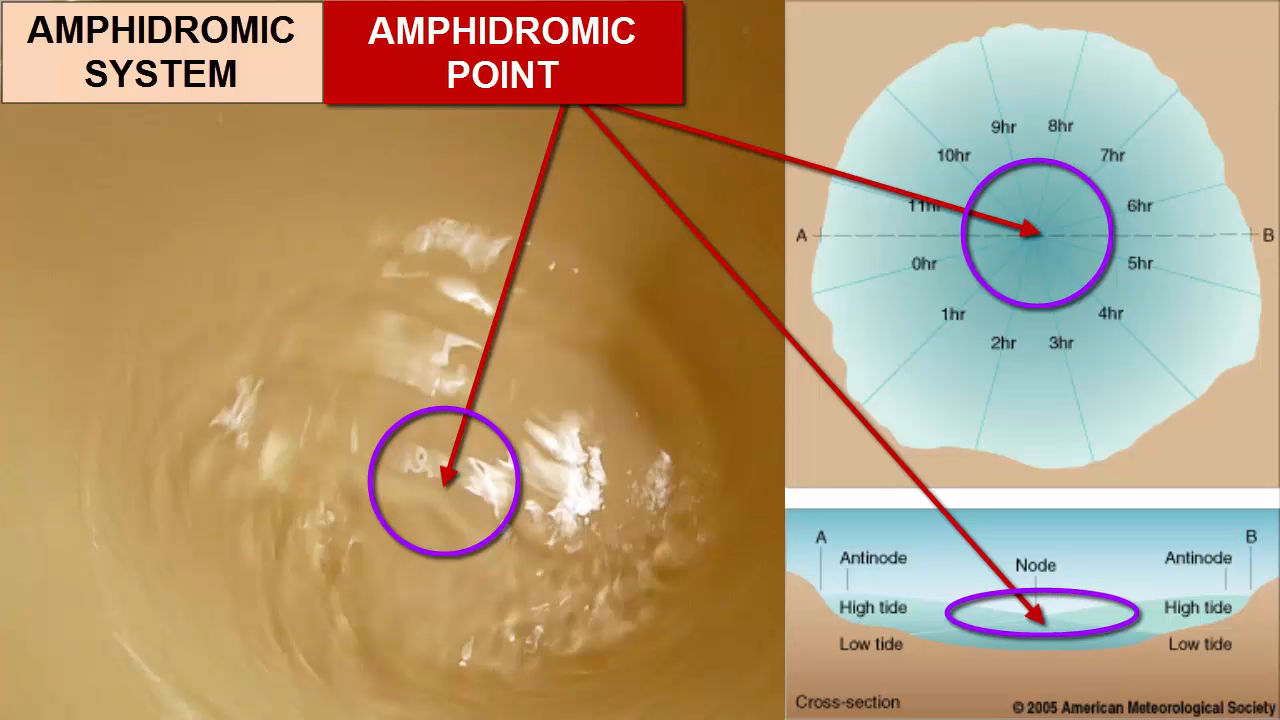 AMPHIDROMIC
SYSTEM
AMPHIDROMIC
POINT
9hr
8hr
10hr
7hr
11hr
6hr
A
B
0hr
5hr
1hr
4hr
2hr
3hr
A
B
Antinode
Node
Antinode
High tide
High tide
Low tide
Low tide
Cross-section
© 2005 American Meteorological Society